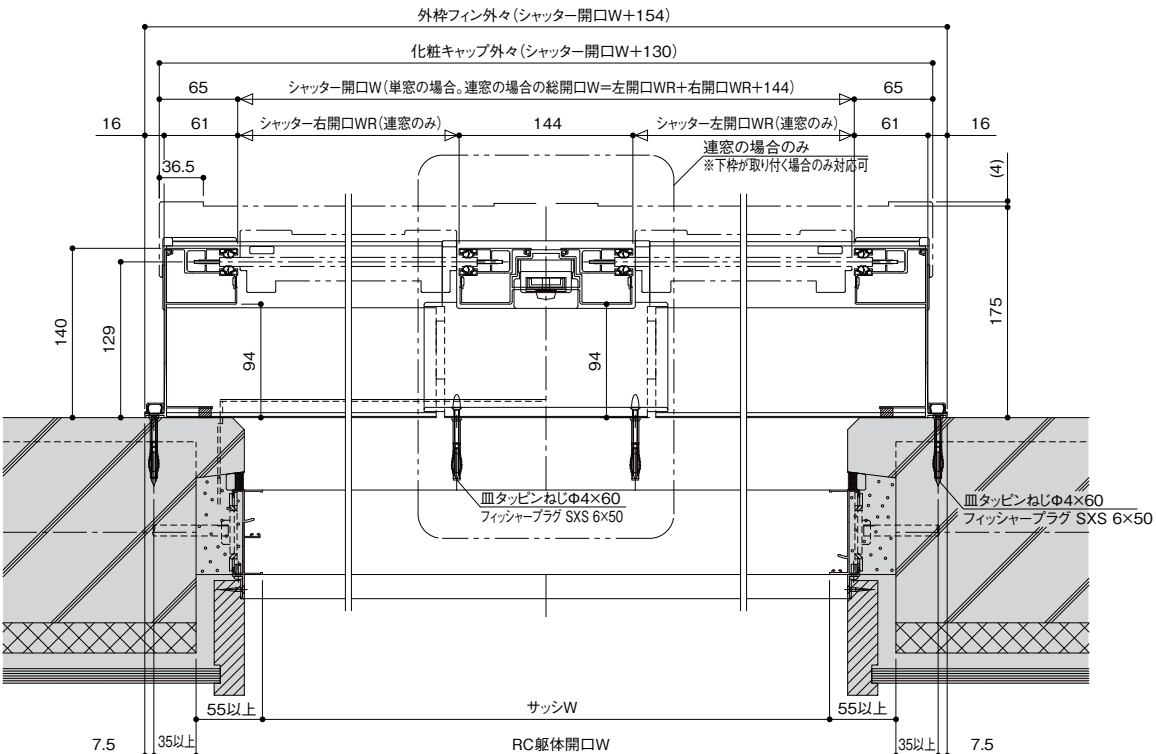 外枠フィン外々(シャッター開口W+154)
化粧キャップ外々(シャッター開口W+130)
65 シャッター開口W(単窓の場合。連窓の場合の総開口W=左開口WR+右開口WR+144) 65
16 61 シャッター右開口WR(連窓のみ) 144 シャッター左開口WR(連窓のみ) 61 16
連窓の場合のみ
※下枠が取り付く場合のみ対応可
36.5
(4)
140
129
94
94
175
皿タッピンねじΦ4×60
フィッシャープラグ SXS 6×50
皿タッピンねじΦ4×60
フィッシャープラグ SXS 6×50
55以上 サッシW 55以上
7.5 35以上 RC躯体開口W 35以上 7.5